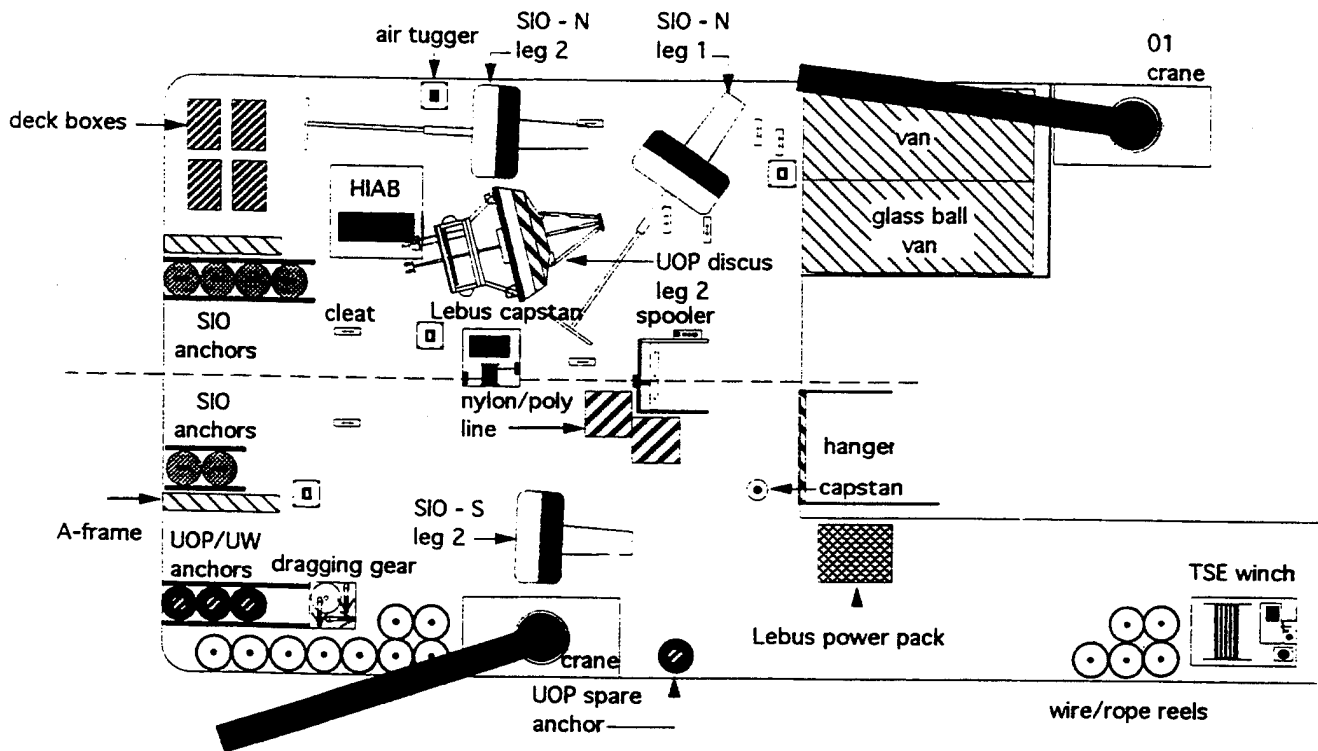 SIO - N
leg 2
SIO - N
leg 1
air tugger
01
crane
deck boxes
van
HIAB
glass ball
van
UOP discus
leg 2
Lebus capstan
spooler
cleat
SIO
anchors
SIO
anchors
nylon/poly
line
hanger
capstan
SIO - S
leg 2
A-frame
UOP/UW
anchors
dragging gear
TSE winch
Lebus power pack
crane
UOP spare
anchor
wire/rope reels